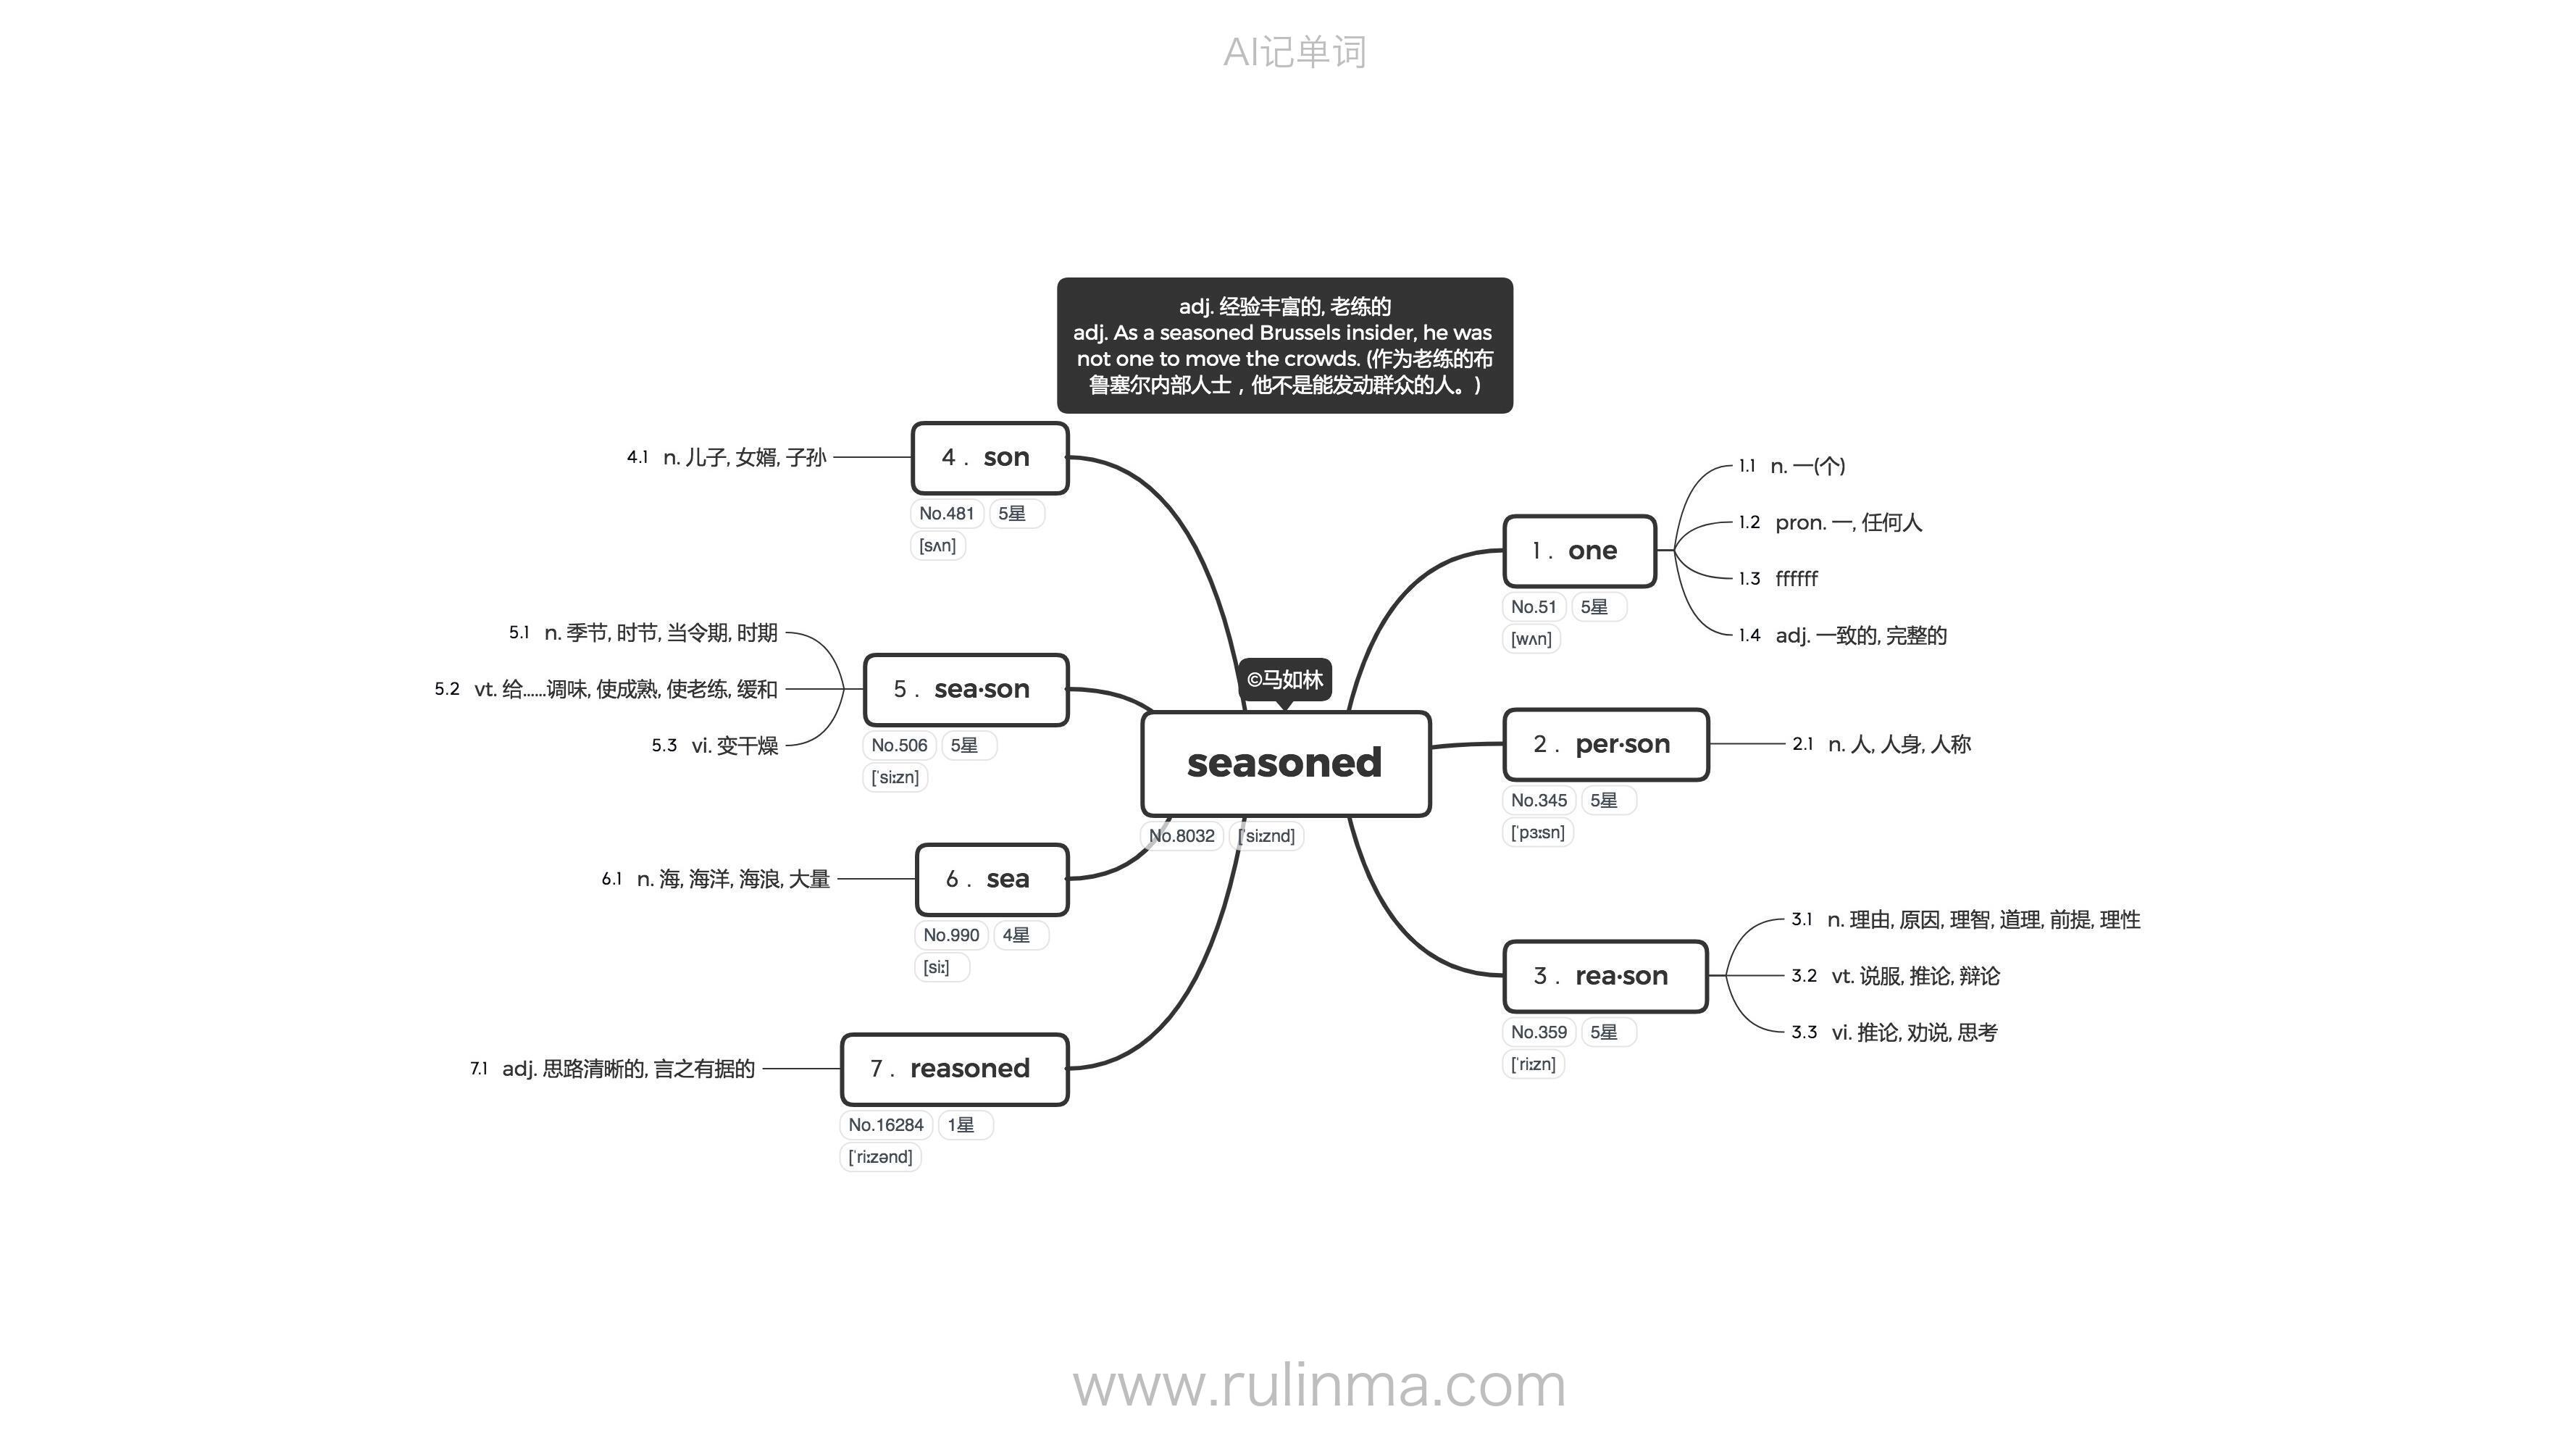 AI记单词
adj. 经验丰富的, 老练的
adj. As a seasoned Brussels insider, he was
not one to move the crowds. (作为老练的布
鲁塞尔内部人士，他不是能发动群众的人。)
©马如林
seasoned
No.8032 [ˈsiːznd]
1 . one
No.51 5星
[wʌn]
1.1 n. 一(个)
1.2 pron. 一, 任何人
1.3 ffffff
1.4 adj. 一致的, 完整的
2 . per·son
No.345 5星
[ˈpɜːsn]
2.1 n. 人, 人身, 人称
3 . rea·son
No.359 5星
[ˈriːzn]
3.1 n. 理由, 原因, 理智, 道理, 前提, 理性
3.2 vt. 说服, 推论, 辩论
3.3 vi. 推论, 劝说, 思考
4 . son
No.481 5星
[sʌn]
4.1 n. 儿子, 女婿, 子孙
5 . sea·son
No.506 5星
[ˈsiːzn]
5.1 n. 季节, 时节, 当令期, 时期
5.2 vt. 给……调味, 使成熟, 使老练, 缓和
5.3 vi. 变干燥
6 . sea
No.990 4星
[siː]
6.1 n. 海, 海洋, 海浪, 大量
7 . reasoned
No.16284 1星
[ˈriːzənd]
7.1 adj. 思路清晰的, 言之有据的
www.rulinma.com